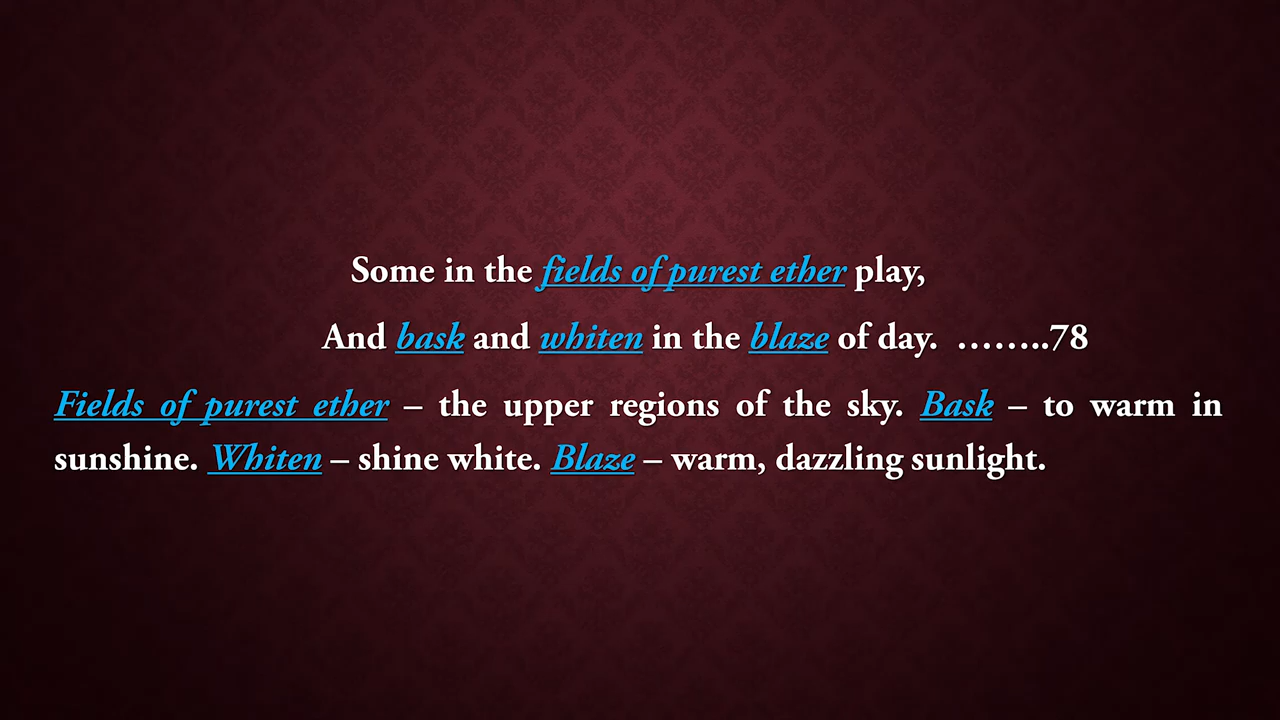 Some in the fields of purest ether play,
And bask and whiten in the blaze of day. ........78
Fields of purest ether – the upper regions of the sky. Bask – to warm in
sunshine. Whiten – shine white. Blaze – warm, dazzling sunlight.